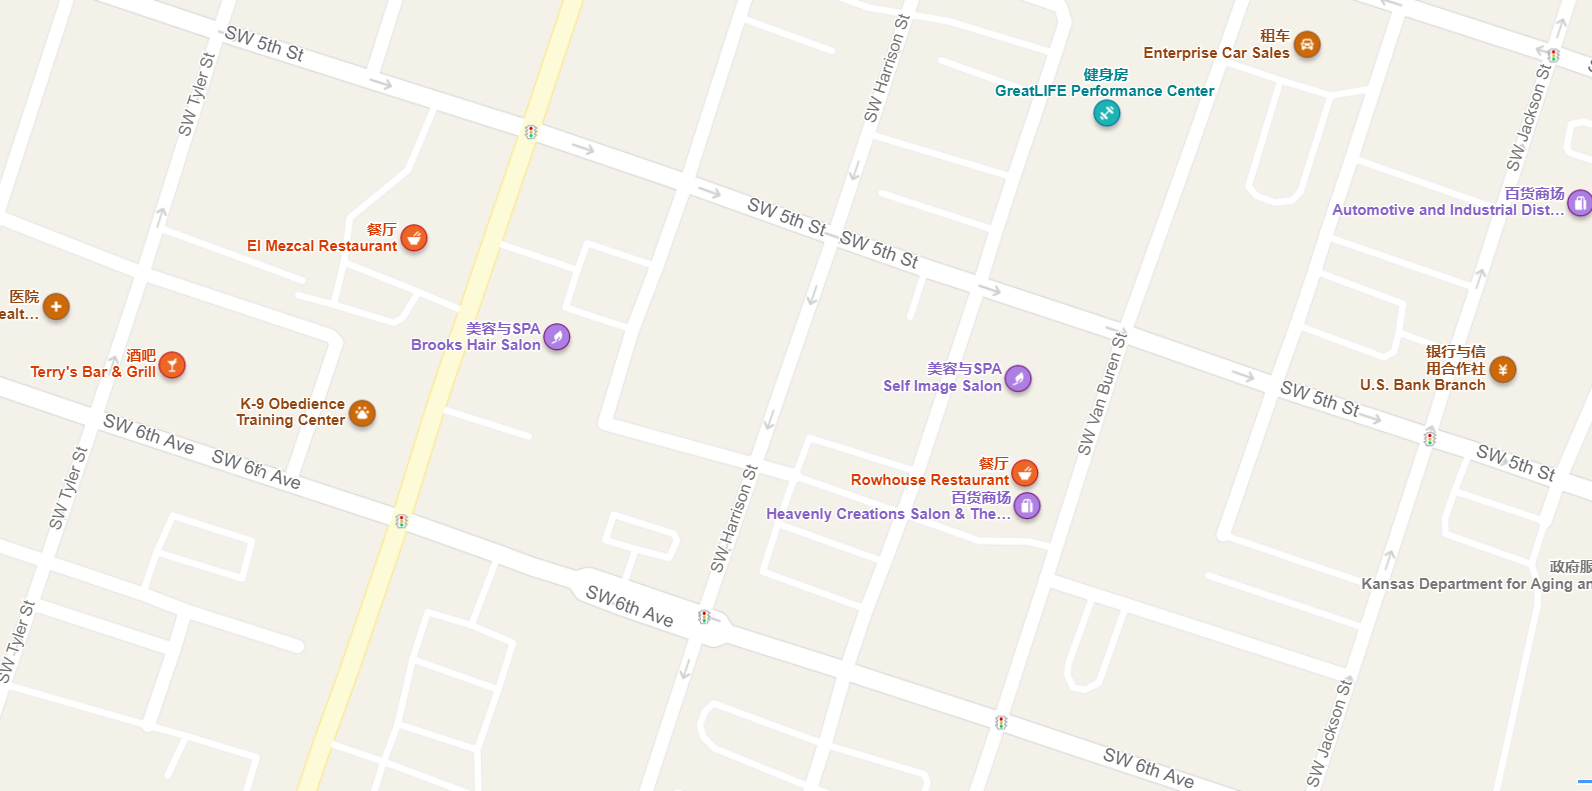 SW 5th St
SW Tyler St
SW Harrison St
租车
Enterprise Car Sales
健身房
GreatLIFE Performance Center
SW Jackson St
百货商场
Automotive and Industrial Dist...
餐厅
El Mezcal Restaurant
SW 5th St
SW 5th St
医院
ealt...
美容与SPA
Brooks Hair Salon
酒吧
Terry's Bar & Grill
美容与SPA
Self Image Salon
SW Van Buren St
银行与信
用合作社
U.S. Bank Branch
K-9 Obedience
Training Center
SW 5th St
SW 6th Ave
SW 6th Ave
SW 5th St
SW Tyler St
餐厅
Rowhouse Restaurant
百货商场
Heavenly Creations Salon & The...
SW Harrison St
政府服
Kansas Department for Aging an
SW 6th Ave
SW Tyler St
SW Jackson St
SW 6th Ave